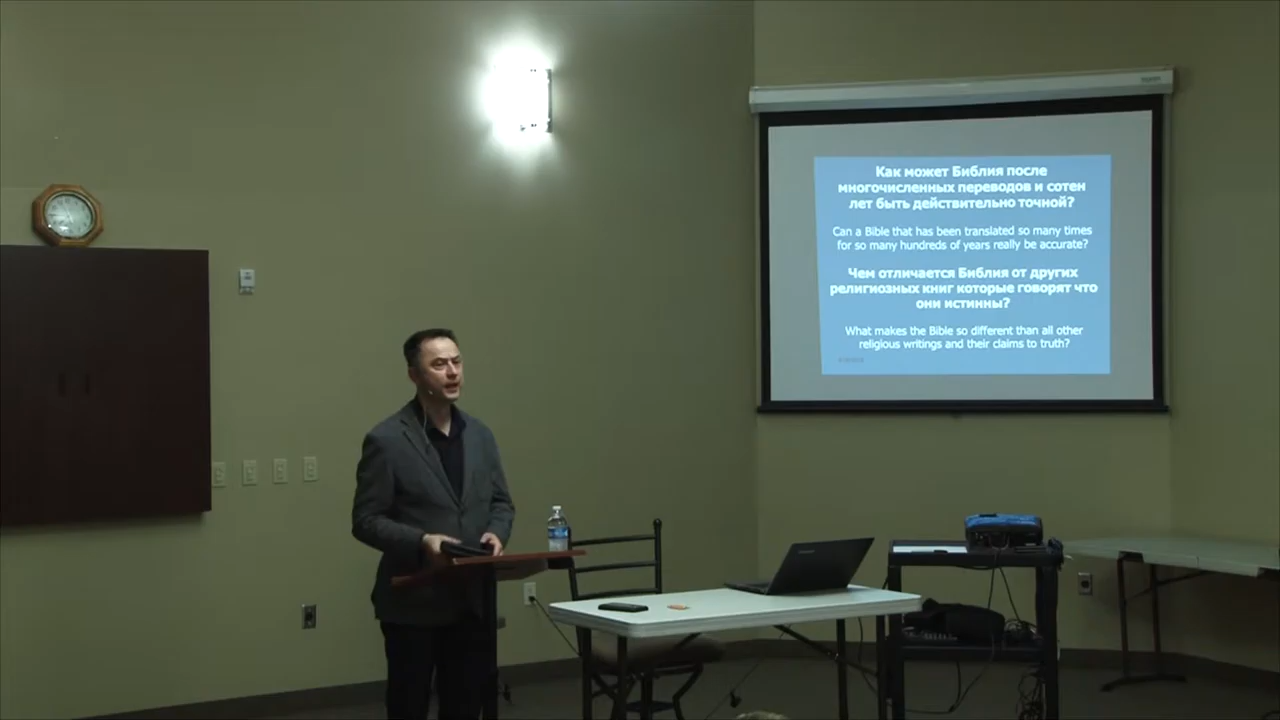 Как может Библия после
многочисленных переводов и сотен
лет быть действительно точной?
Can a Bible that has been translated so many times
for so many hundreds of years really be accurate?
Чем отличается Библия от других
религиозных книг которые говорят что
они истинны?
What makes the Bible so different than all other
religious writings and their claims to truth?